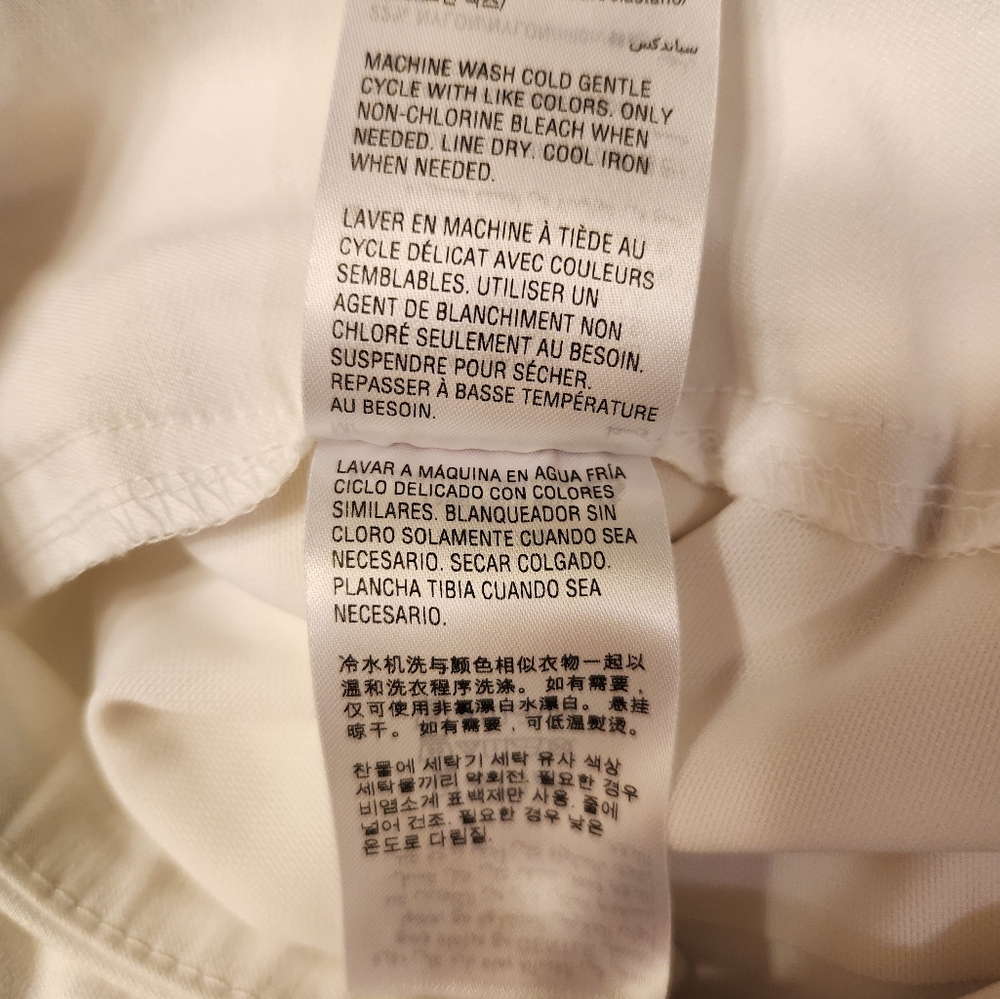 سباندكس
MACHINE WASH COLD GENTLE
CYCLE WITH LIKE COLORS. ONLY
NON-CHLORINE BLEACH WHEN
NEEDED. LINE DRY. COOL IRON
WHEN NEEDED.
LAVER EN MACHINE À TIÈDE AU
CYCLE DÉLICAT AVEC COULEURS
SEMBLABLES. UTILISER UN
AGENT DE BLANCHIMENT NON
CHLORÉ SEULEMENT AU BESOIN.
SUSPENDRE POUR SÉCHER.
REPASSER À BASSE TEMPÉRATURE
AU BESOIN.
LAVAR A MÁQUINA EN AGUA FRÍA
CICLO DELICADO CON COLORES
SIMILARES. BLANQUEADOR SIN
CLORO SOLAMENTE CUANDO SEA
NECESARIO. SECAR COLGADO.
PLANCHA TIBIA CUANDO SEA
NECESARIO.
冷水机洗与颜色相似衣物一起以
温和洗衣程序洗涤。 如有需要，
仅可使用非氯漂白水漂白。 悬挂
晾干。 如有需要，可低温熨烫。
찬물에 세탁기 세탁 유사 색상
세탁물끼리 약회전. 필요한 경우
비염소계 표백제만 사용. 줄에
널어 건조. 필요한 경우 낮은
온도로 다림질.